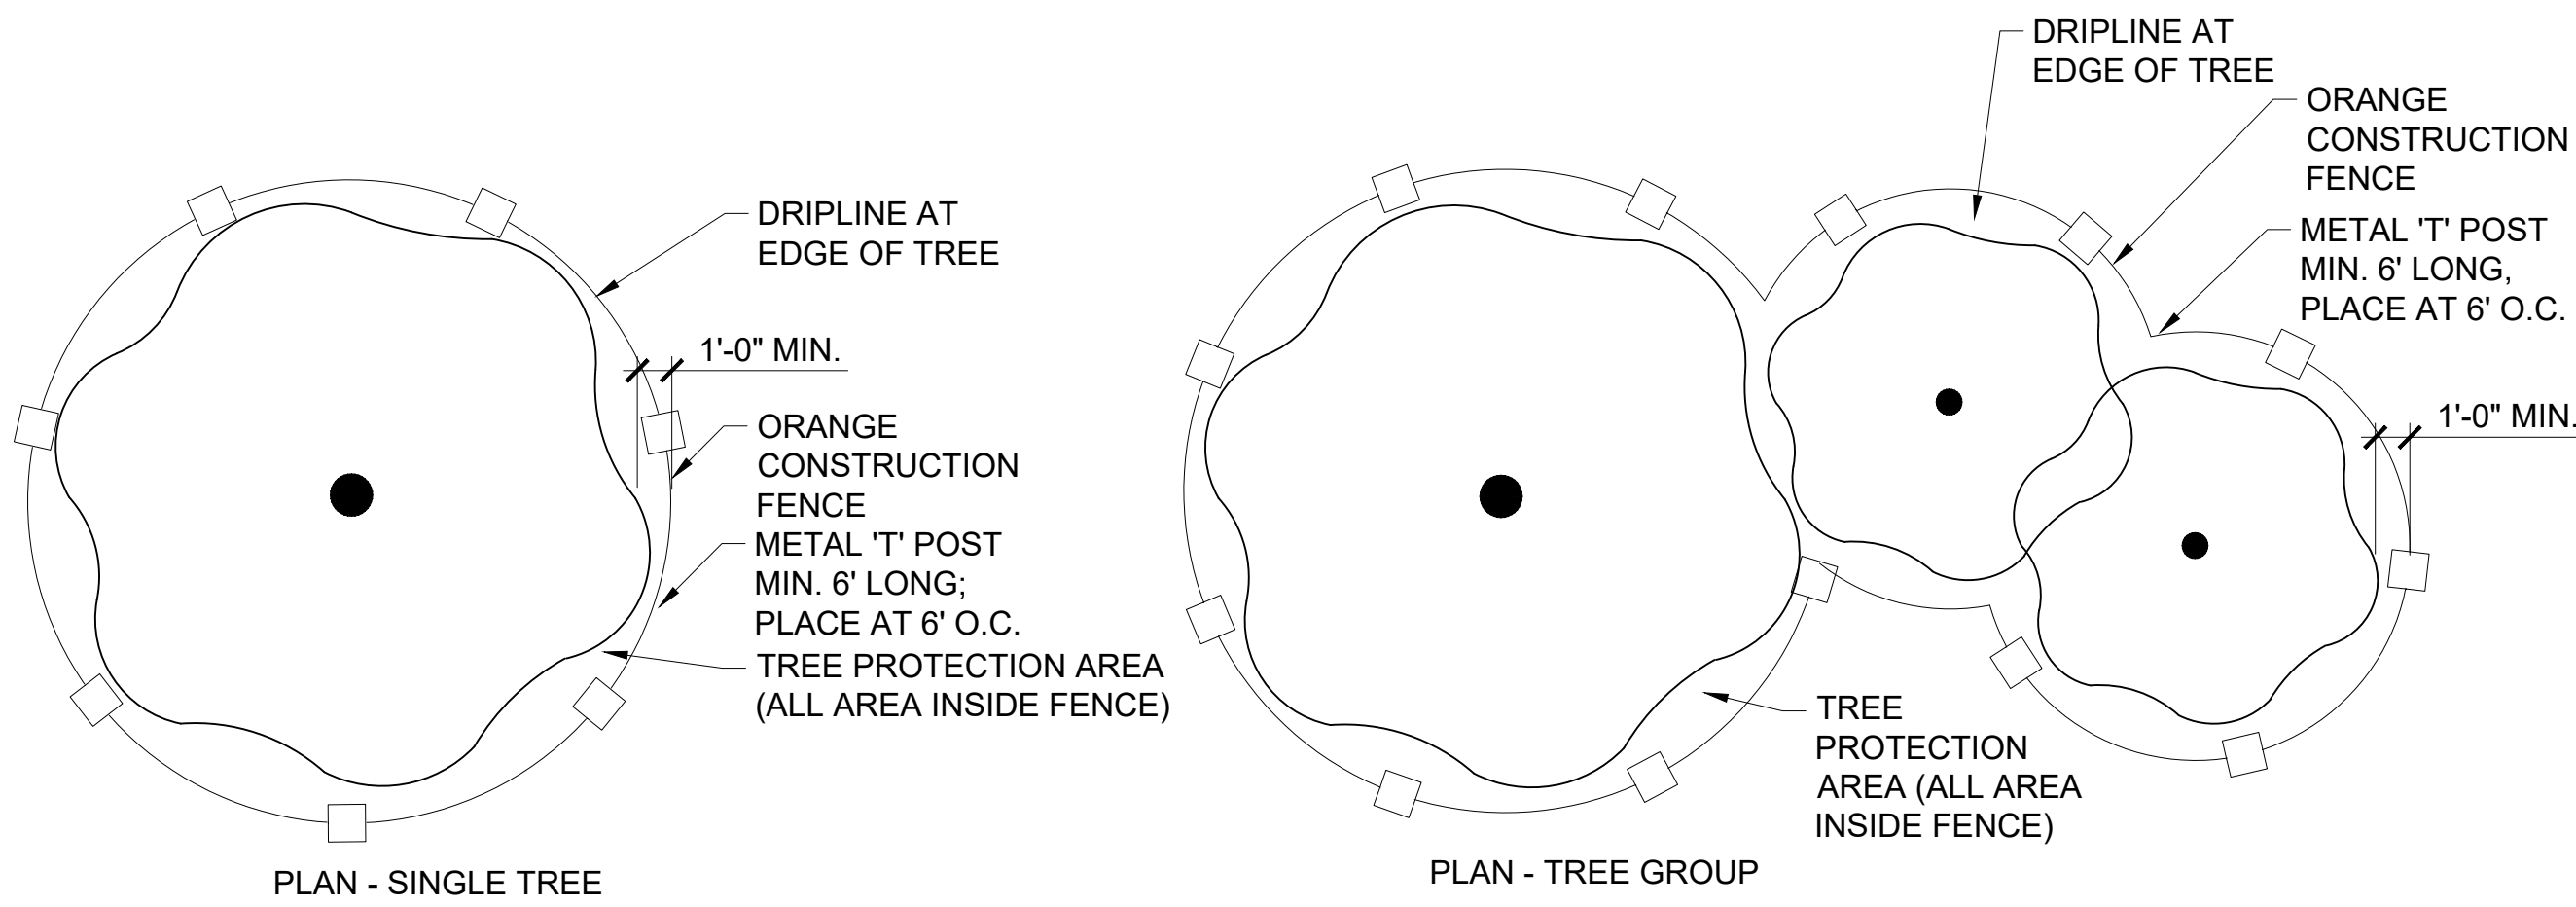 DRIPLINE AT
EDGE OF TREE
1'-0" MIN.
ORANGE
CONSTRUCTION
FENCE
METAL 'T' POST
MIN. 6' LONG;
PLACE AT 6' O.C.
TREE PROTECTION AREA
(ALL AREA INSIDE FENCE)
PLAN - SINGLE TREE
DRIPLINE AT
EDGE OF TREE
ORANGE
CONSTRUCTION
FENCE
METAL 'T' POST
MIN. 6' LONG,
PLACE AT 6' O.C.
1'-0" MIN.
TREE
PROTECTION
AREA (ALL AREA
INSIDE FENCE)
PLAN - TREE GROUP